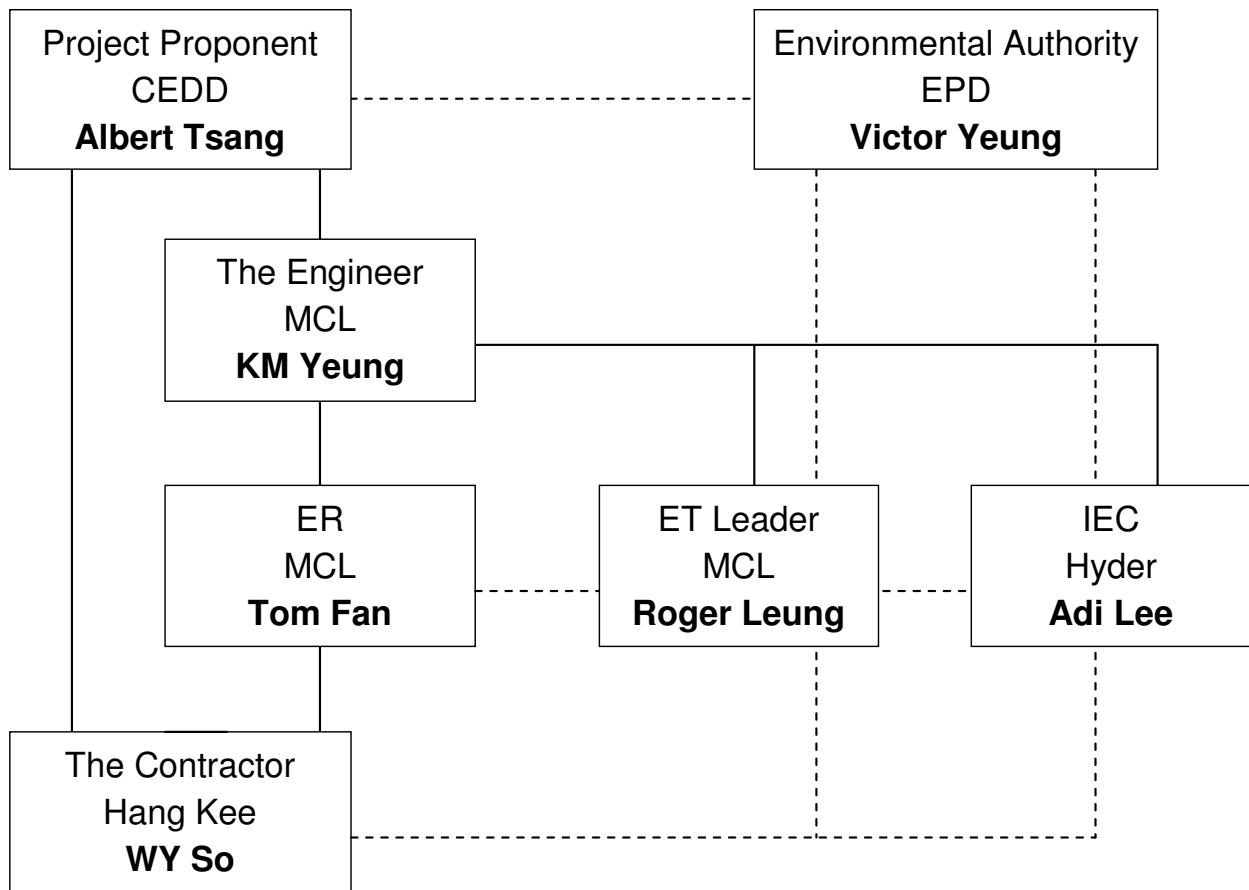 Project Proponent
CEDD
Albert Tsang
Environmental Authority
EPD
Victor Yeung
The Engineer
MCL
KM Yeung
ER
MCL
Tom Fan
ET Leader
MCL
Roger Leung
IEC
Hyder
Adi Lee
The Contractor
Hang Kee
WY So